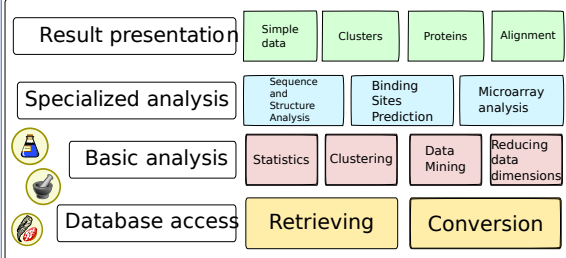 Result presentation
Simple
data
Clusters
Proteins
Alignment
Specialized analysis
Sequence
and
Structure
Analysis
Binding
Sites
Prediction
Microarray
analysis
Basic analysis
Statistics
Clustering
Data
Mining
Reducing
data
dimensions
Database access
Retrieving
Conversion